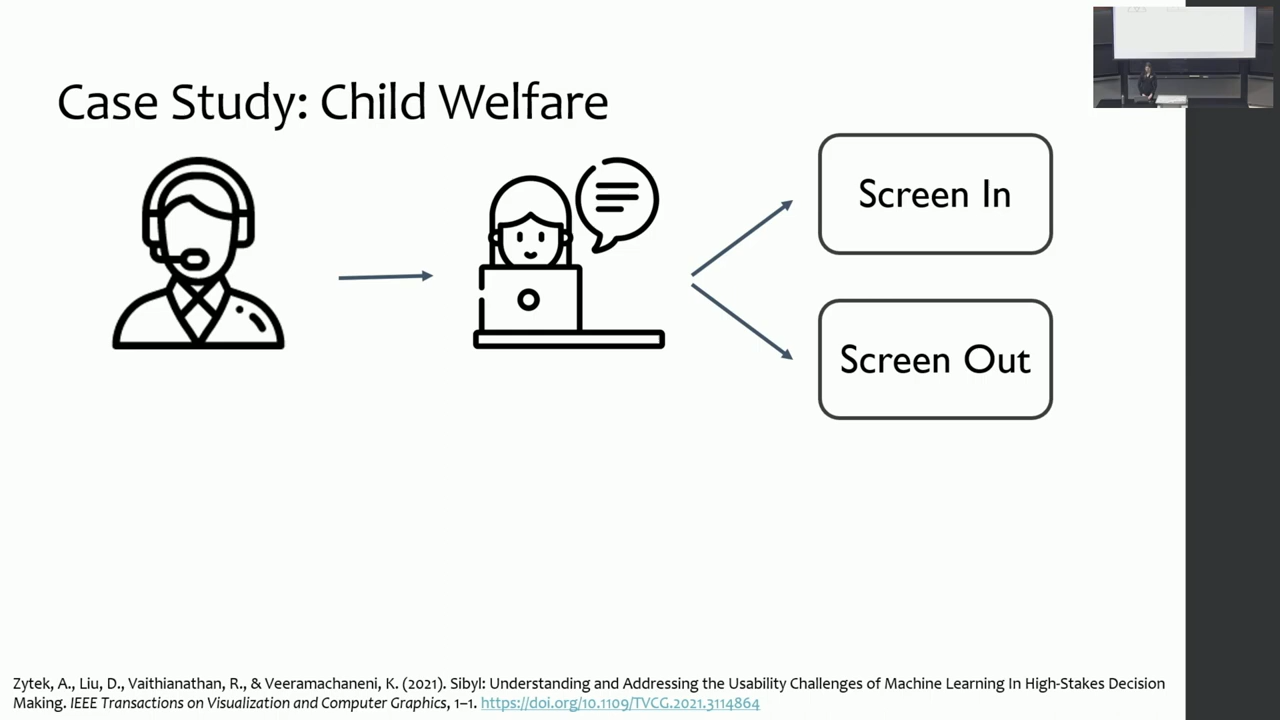 Case Study: Child Welfare
Screen In
Screen Out
Zytek, A., Liu, D., Vaithianathan, R., & Veeramachaneni, K. (2021). Sibyl: Understanding and Addressing the Usability Challenges of Machine Learning In High-Stakes Decision
Making. IEEE Transactions on Visualization and Computer Graphics, 1–1. https://doi.org/10.1109/TVCG.2021.3114864